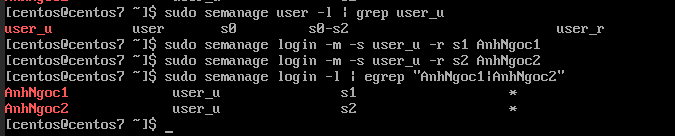 [centos@centos7 ~]$ sudo semanage user -l | grep user_u
user_u user s0 s0-s2 user_r
[centos@centos7 ~]$ sudo semanage login -m -s user_u -r s1 AnhNgoc1
[centos@centos7 ~]$ sudo semanage login -m -s user_u -r s2 AnhNgoc2
[centos@centos7 ~]$ sudo semanage login -l | egrep "AnhNgoc1|AnhNgoc2"
AnhNgoc1 user_u s1 *
AnhNgoc2 user_u s2 *
[centos@centos7 ~]$ _